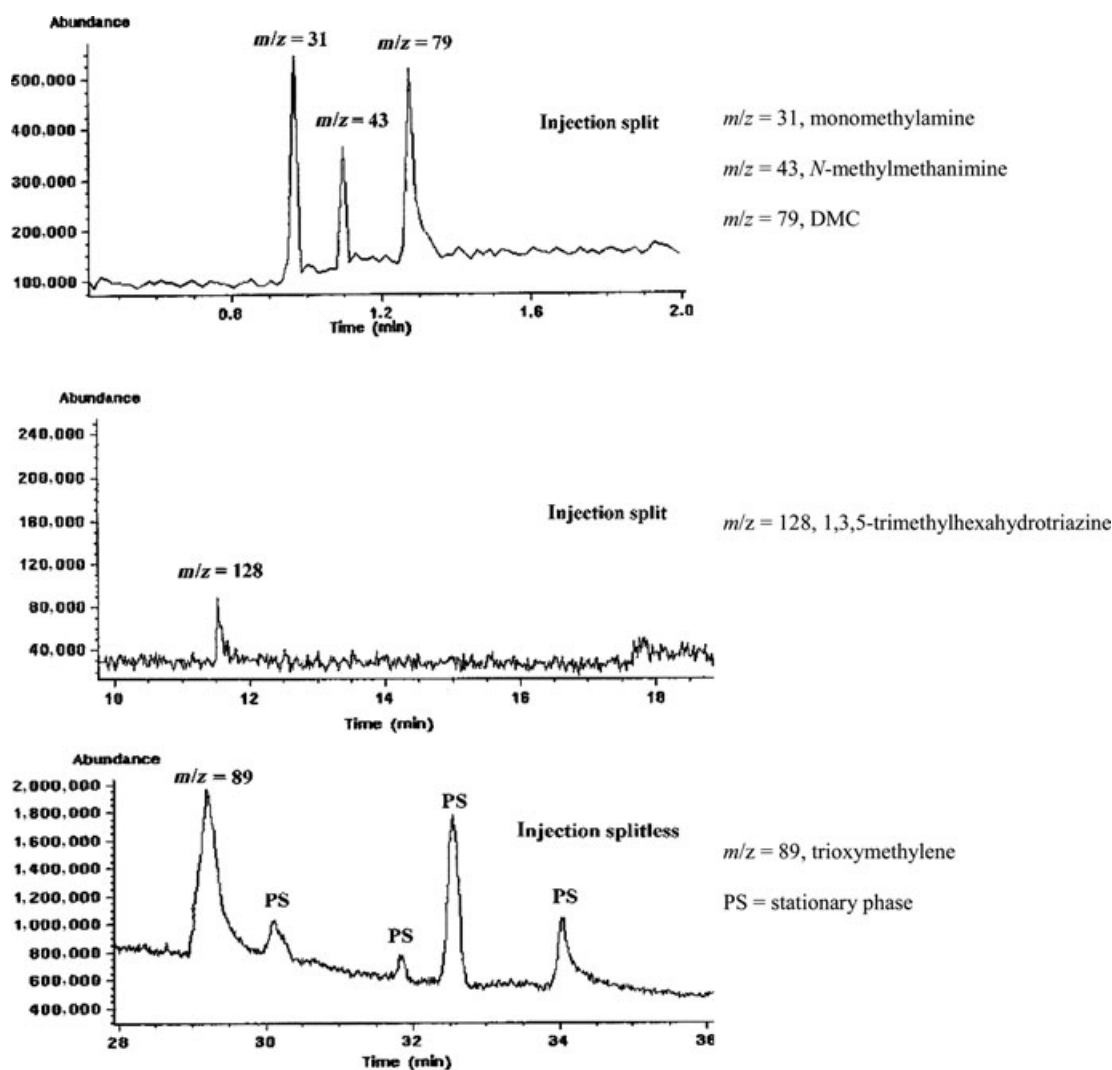 Abundance
m/z = 31
m/z = 79
500,000
400,000
m/z = 43
Injection split
300,000
200,000
100,000
0.8
1.2
1.6
2.0
Time (min)
m/z = 31, monomethylamine
m/z = 43, N-methylmethanimine
m/z = 79, DMC
Abundance
240,000
200,000
160,000
120,000
80,000
40,000
Injection split
m/z = 128
10
12
14
16
15
16
18
Time (min)
m/z = 128, 1,3,5-trimethylhexahydrotriazine
Abundance
m/z = 89
2,000,000
1,800,000
1,600,000
1,400,000
1,200,000
1,000,000
800,000
600,000
400,000
PS
PS
PS
PS
Injection splitless
28
30
32
34
36
Time (min)
m/z = 89, trioxymethylene
PS = stationary phase